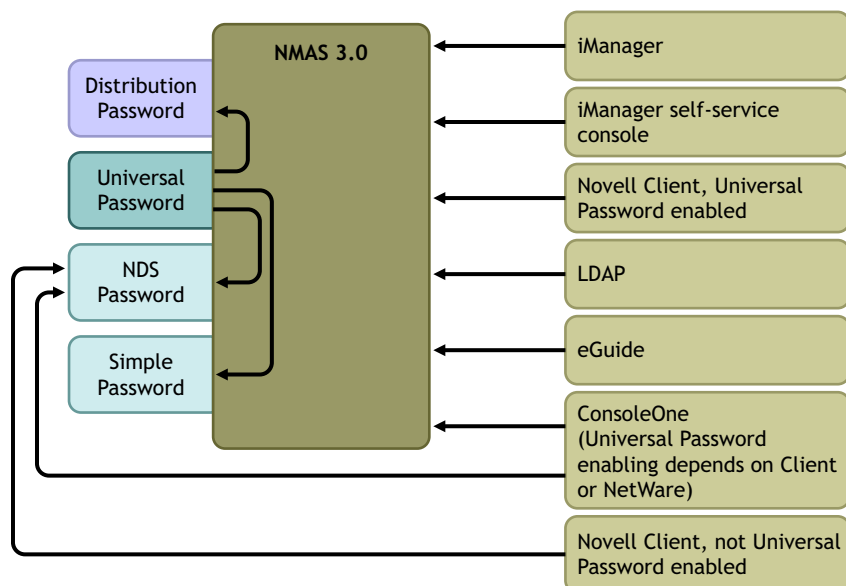 NMAS 3.0
Distribution
Password
Universal
Password
NDS
Password
Simple
Password
iManager
iManager self-service
console
Novell Client, Universal
Password enabled
LDAP
eGuide
ConsoleOne
(Universal Password
enabling depends on Client
or NetWare)
Novell Client, not Universal
Password enabled